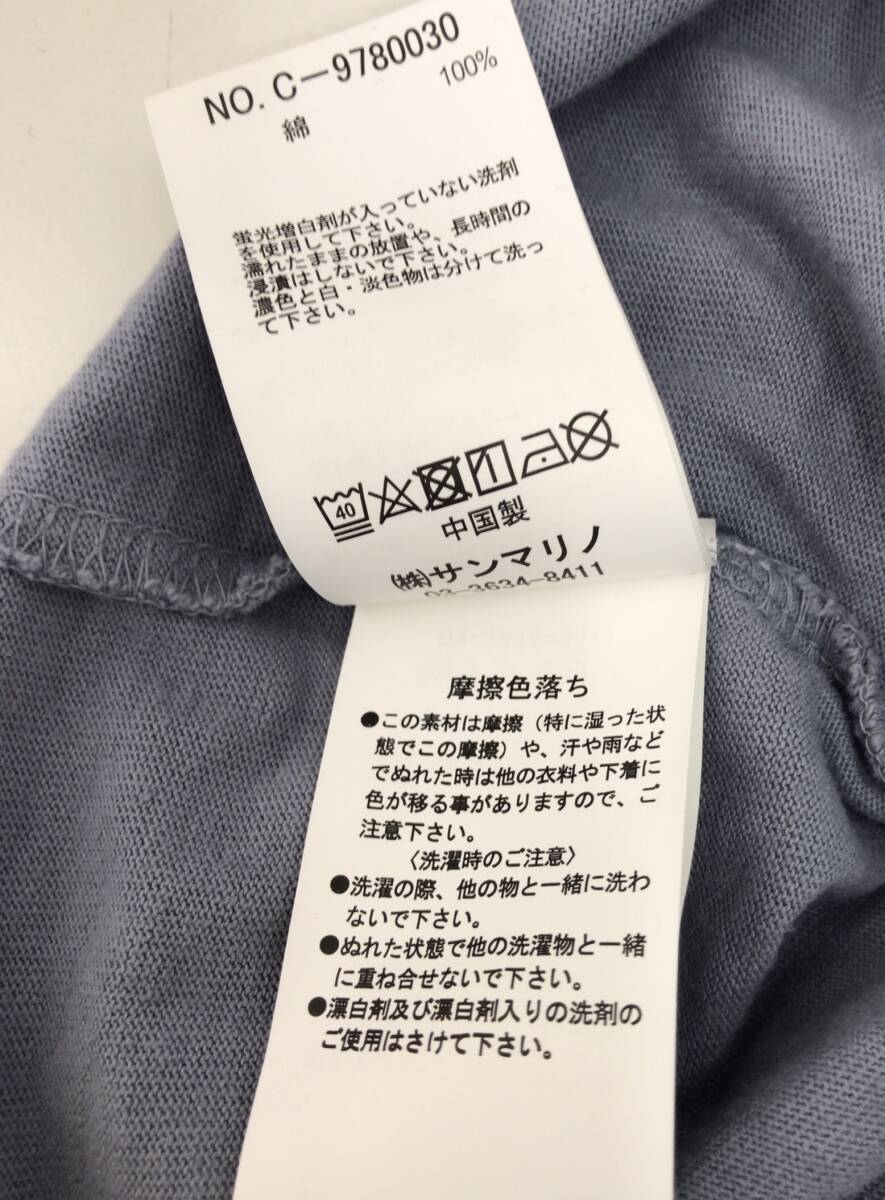 NO. C-9780030
綿 100%
蛍光増白剤が入っていない洗剤
を使用して下さい。
濡れたままの放置や、長時間の
浸漬はしないで下さい。
濃色と白・淡色物は分けて洗っ
て下さい。
40
中国製
㈱サンマリノ
03-3634-8411
摩擦色落ち
●この素材は摩擦（特に湿った状
態でこの摩擦）や、汗や雨など
でぬれた時は他の衣料や下着に
色が移る事がありますので、ご
注意下さい。
〈洗濯時のご注意〉
●洗濯の際、他の物と一緒に洗わ
ないで下さい。
●ぬれた状態で他の洗濯物と一緒
に重ね合せないで下さい。
●漂白剤及び漂白剤入りの洗剤の
ご使用はさけて下さい。